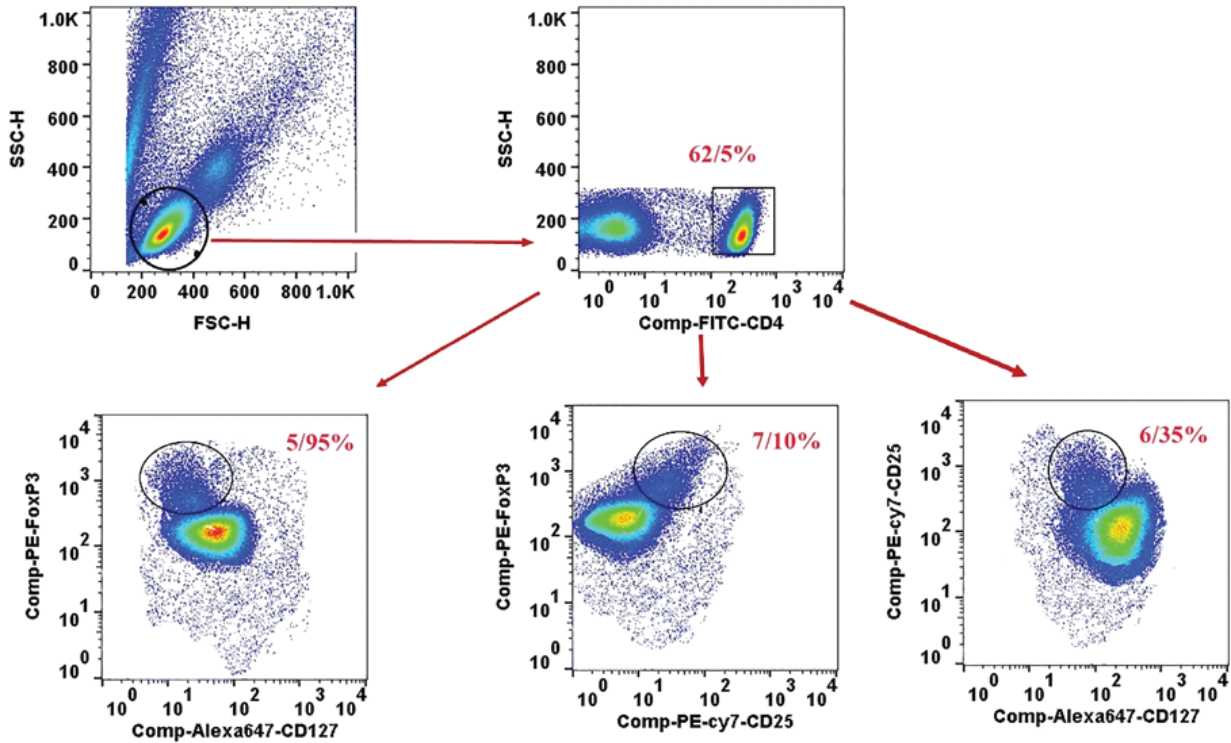 1.0K
800
600
400
200
0
SSC-H
0 200 400 600 800 1.0K
FSC-H
1.0K
800
600
400
200
0
SSC-H
62/5%
10^0 10^1 10^2 10^3 10^4
Comp-FITC-CD4
10^4
10^3
10^2
10^1
10^0
Comp-PE-FoxP3
5/95%
10^0 10^1 10^2 10^3 10^4
Comp-Alexa647-CD127
10^4
10^3
10^2
10^1
10^0
Comp-PE-FoxP3
7/10%
10^0 10^1 10^2 10^3 10^4
Comp-PE-cy7-CD25
10^4
10^3
10^2
10^1
10^0
Comp-PE-cy7-CD25
6/35%
10^0 10^1 10^2 10^3 10^4
Comp-Alexa647-CD127